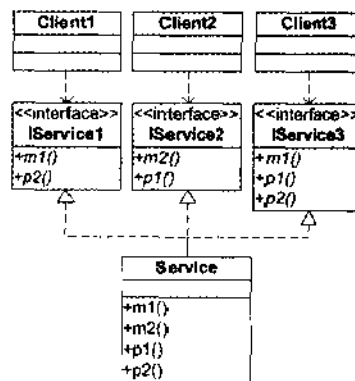 Client1
Client2
Client3
<<interface>>
IService1
+m1()
+p2()
<<interface>>
IService2
+m2()
+p1()
<<interface>>
IService3
+m1()
+p1()
+p2()
Service
+m1()
+m2()
+p1()
+p2()